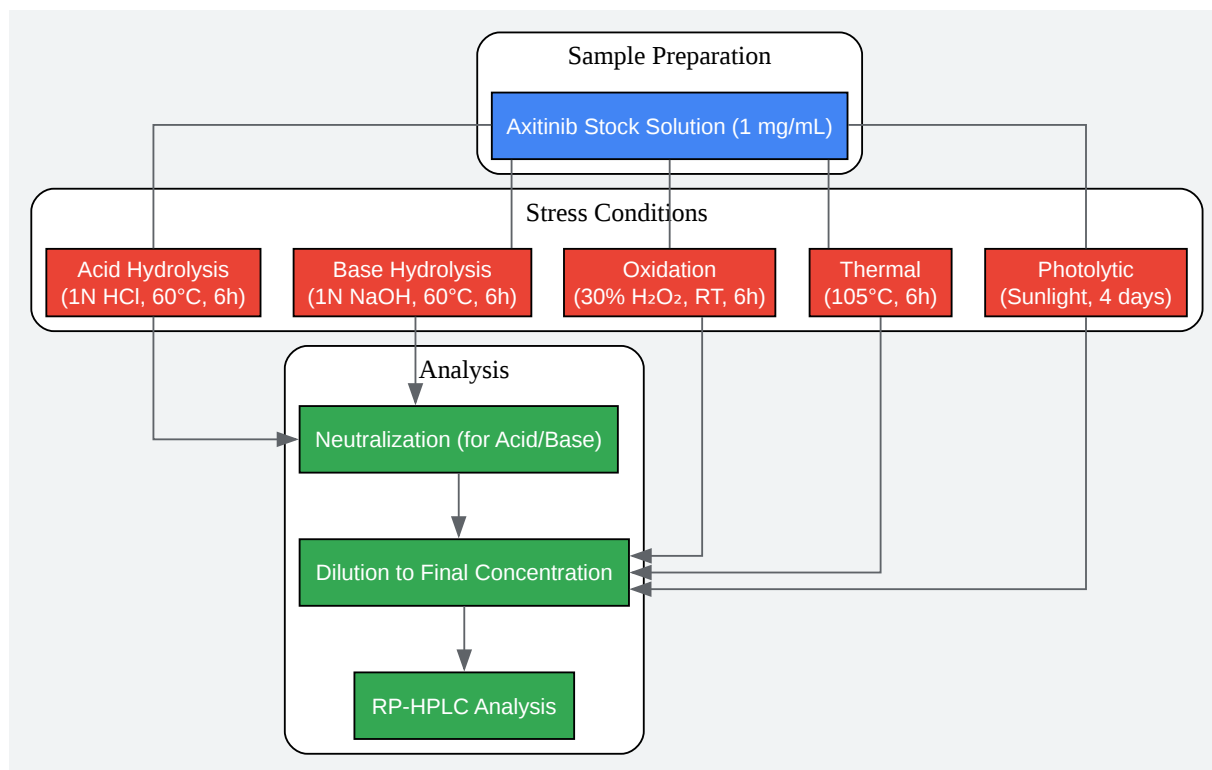 Sample Preparation
Axitinib Stock Solution (1 mg/mL)
Stress Conditions
Acid Hydrolysis
(1N HCl, 60°C, 6h)
Base Hydrolysis
(1N NaOH, 60°C, 6h)
Oxidation
(30% H₂O₂, RT, 6h)
Thermal
(105°C, 6h)
Photolytic
(Sunlight, 4 days)
Analysis
Neutralization (for Acid/Base)
Dilution to Final Concentration
RP-HPLC Analysis